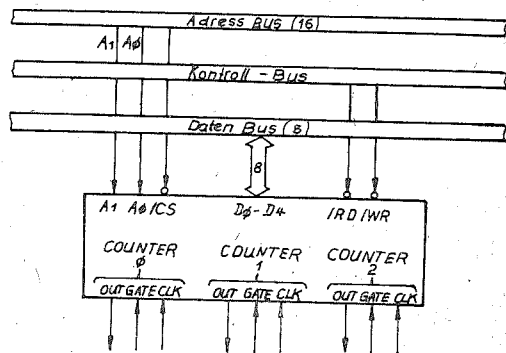 Adress Bus (16)
A1 AØ
Kontroll-Bus
Daten Bus (8)
8
A1 AØ /CS DØ-D4 /RD /WR
COUNTER Ø COUNTER 1 COUNTER 2
OUT GATE CLK OUT GATE CLK OUT GATE CLK